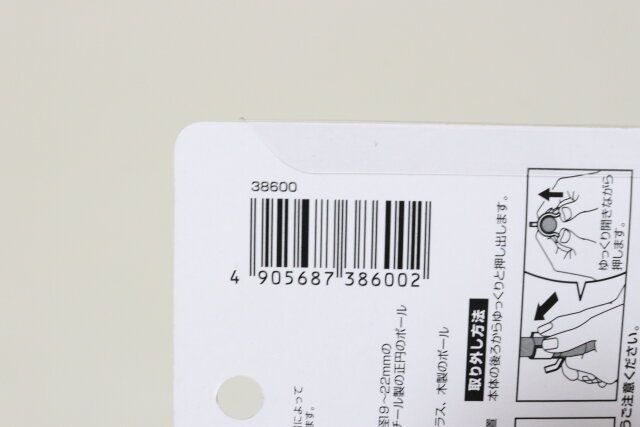 38600
4 905687 386002
ゆっくり開きながら
押します。
取り外し方法
本体の後ろからゆっくりと押し出します。
うご注意ください。
ラス、木製のポール
径19～22mmの
チール製の正円のポール
によって
ます。
置